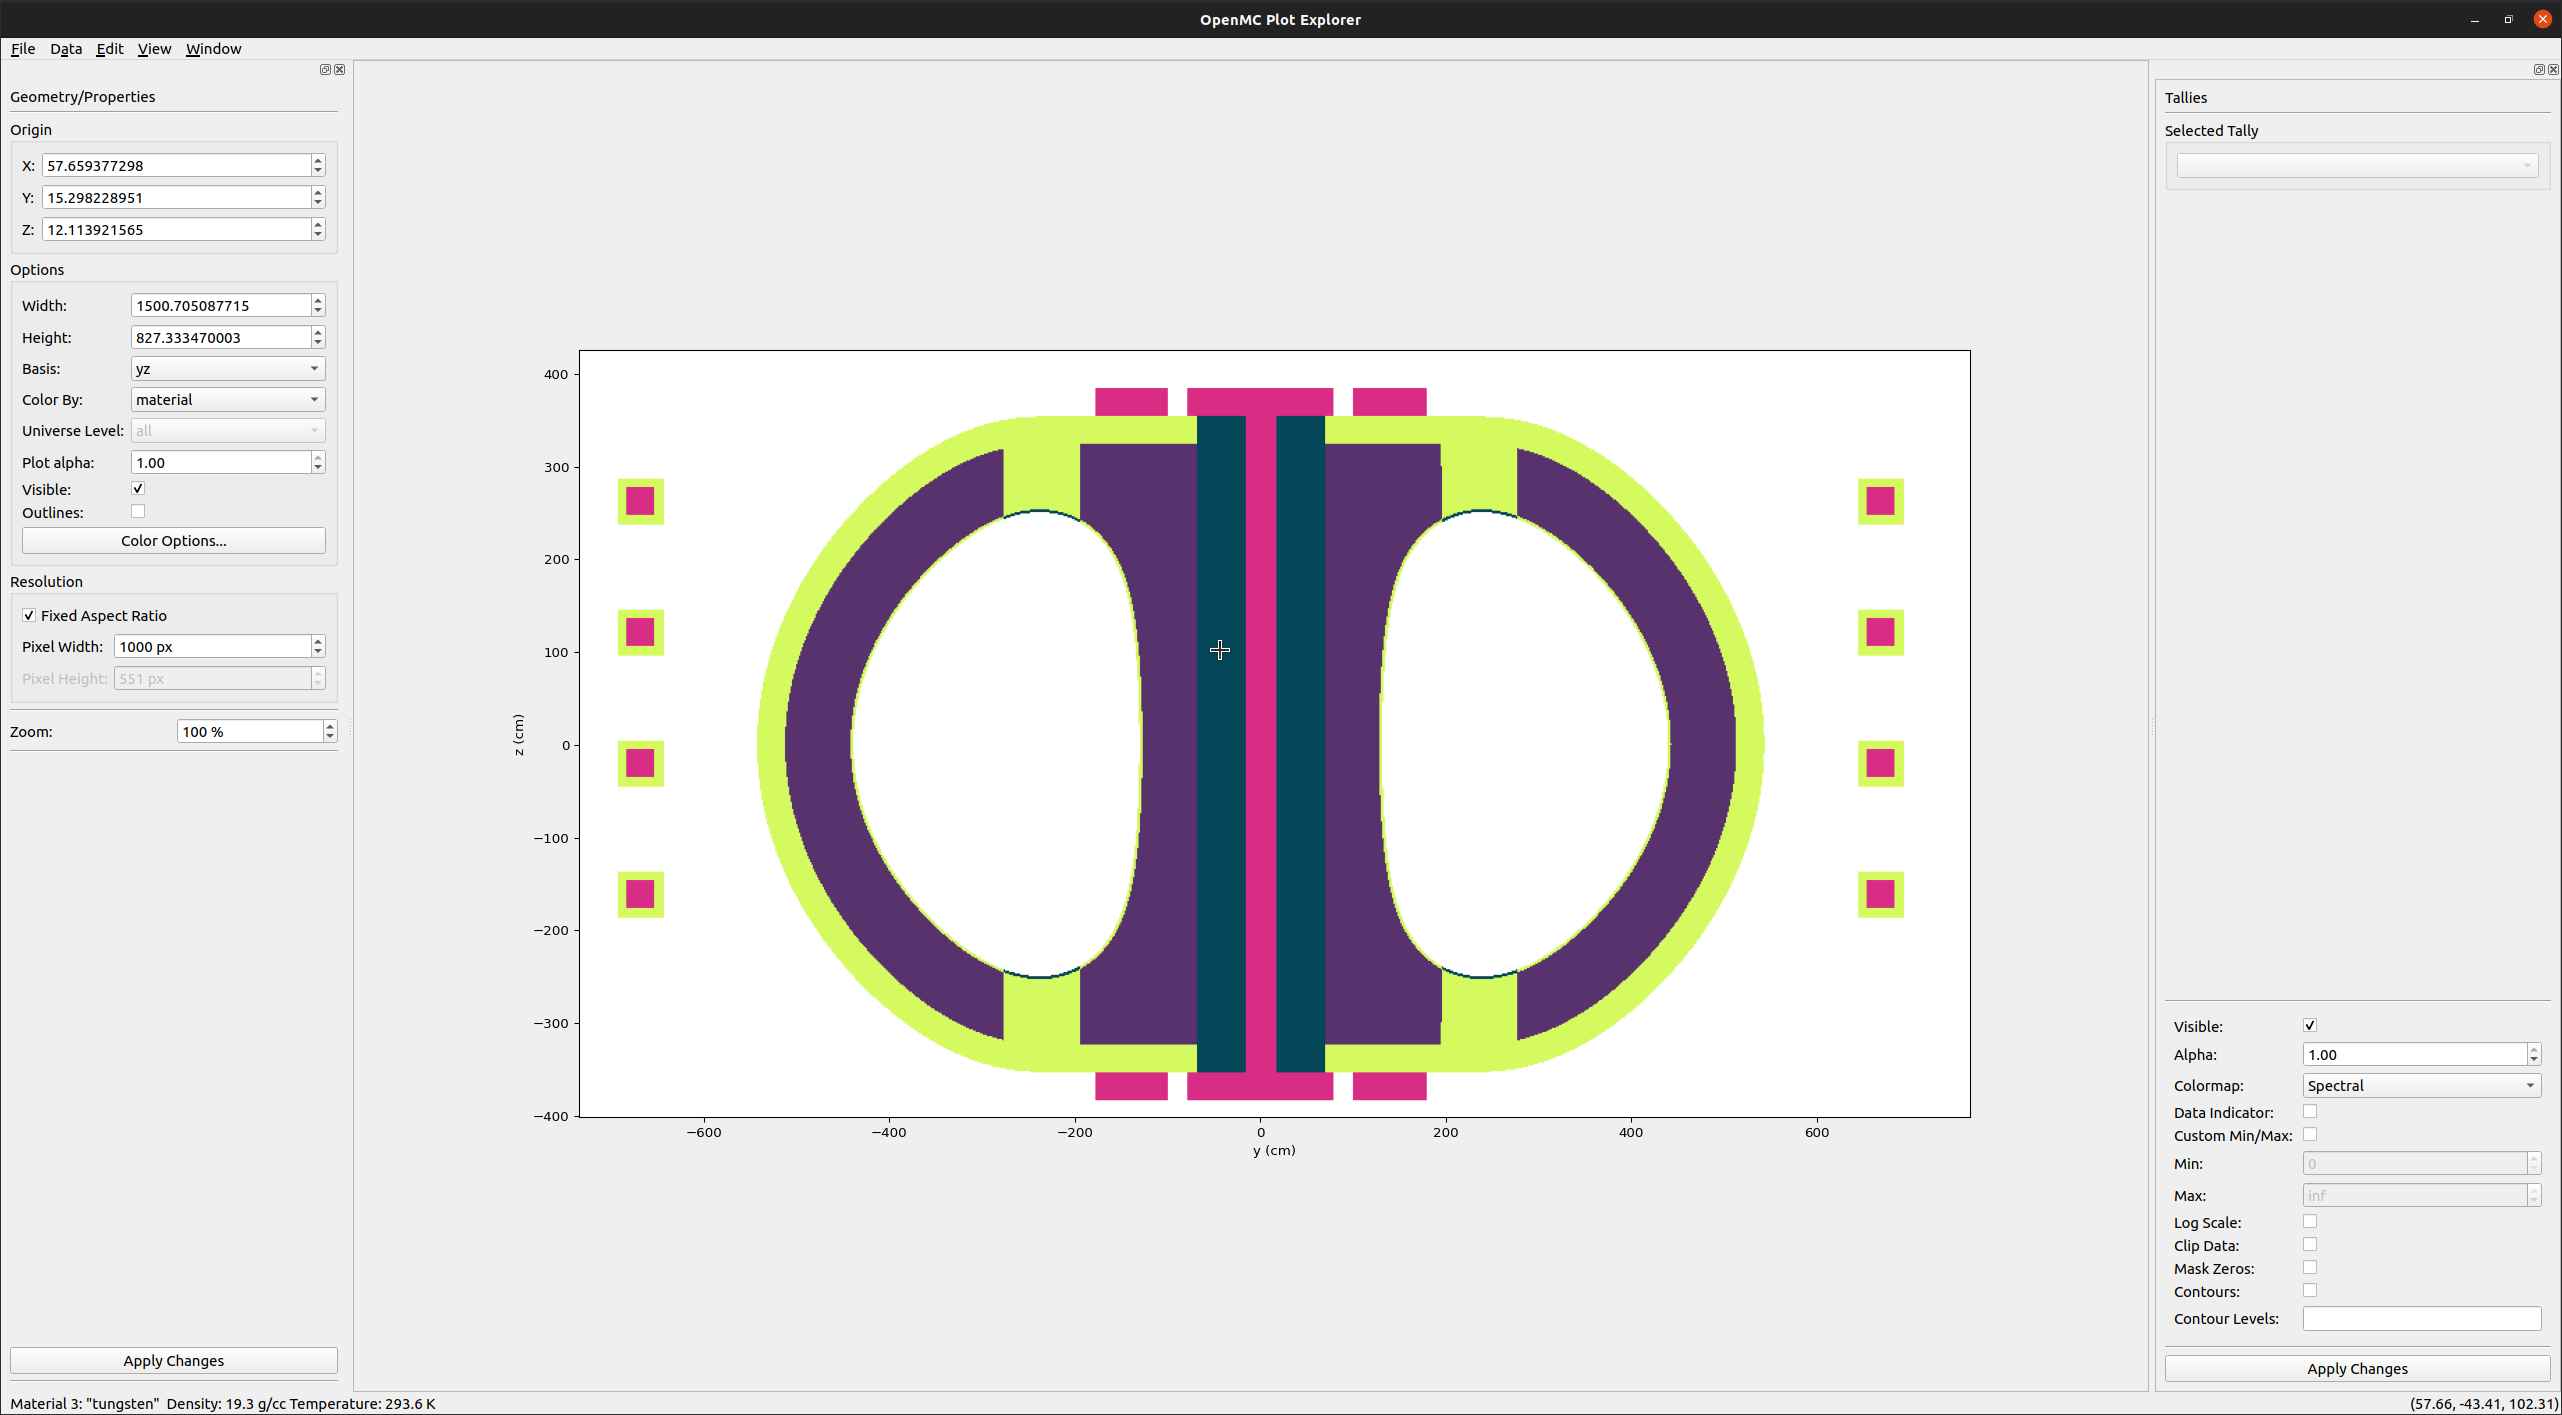 OpenMC Plot Explorer
File Data Edit View Window
Geometry/Properties
Origin
X: 57.659377298
Y: 15.298228951
Z: 12.113921565
Options
Width: 1500.705087715
Height: 827.333470003
Basis: yz
Color By: material
Universe Level: all
Plot alpha: 1.00
Visible:
Outlines:
Color Options...
Resolution
Fixed Aspect Ratio
Pixel Width: 1000 px
Pixel Height: 551 px
Zoom: 100 %
Apply Changes
400
300
200
100
0
−100
−200
−300
−400
z (cm)
−600 −400 −200 0 200 400 600
y (cm)
Tallies
Selected Tally
Visible:
Alpha: 1.00
Colormap: Spectral
Data Indicator:
Custom Min/Max:
Min: 0
Max: inf
Log Scale:
Clip Data:
Mask Zeros:
Contours:
Contour Levels:
Apply Changes
Material 3: "tungsten" Density: 19.3 g/cc Temperature: 293.6 K
(57.66, -43.41, 102.31)